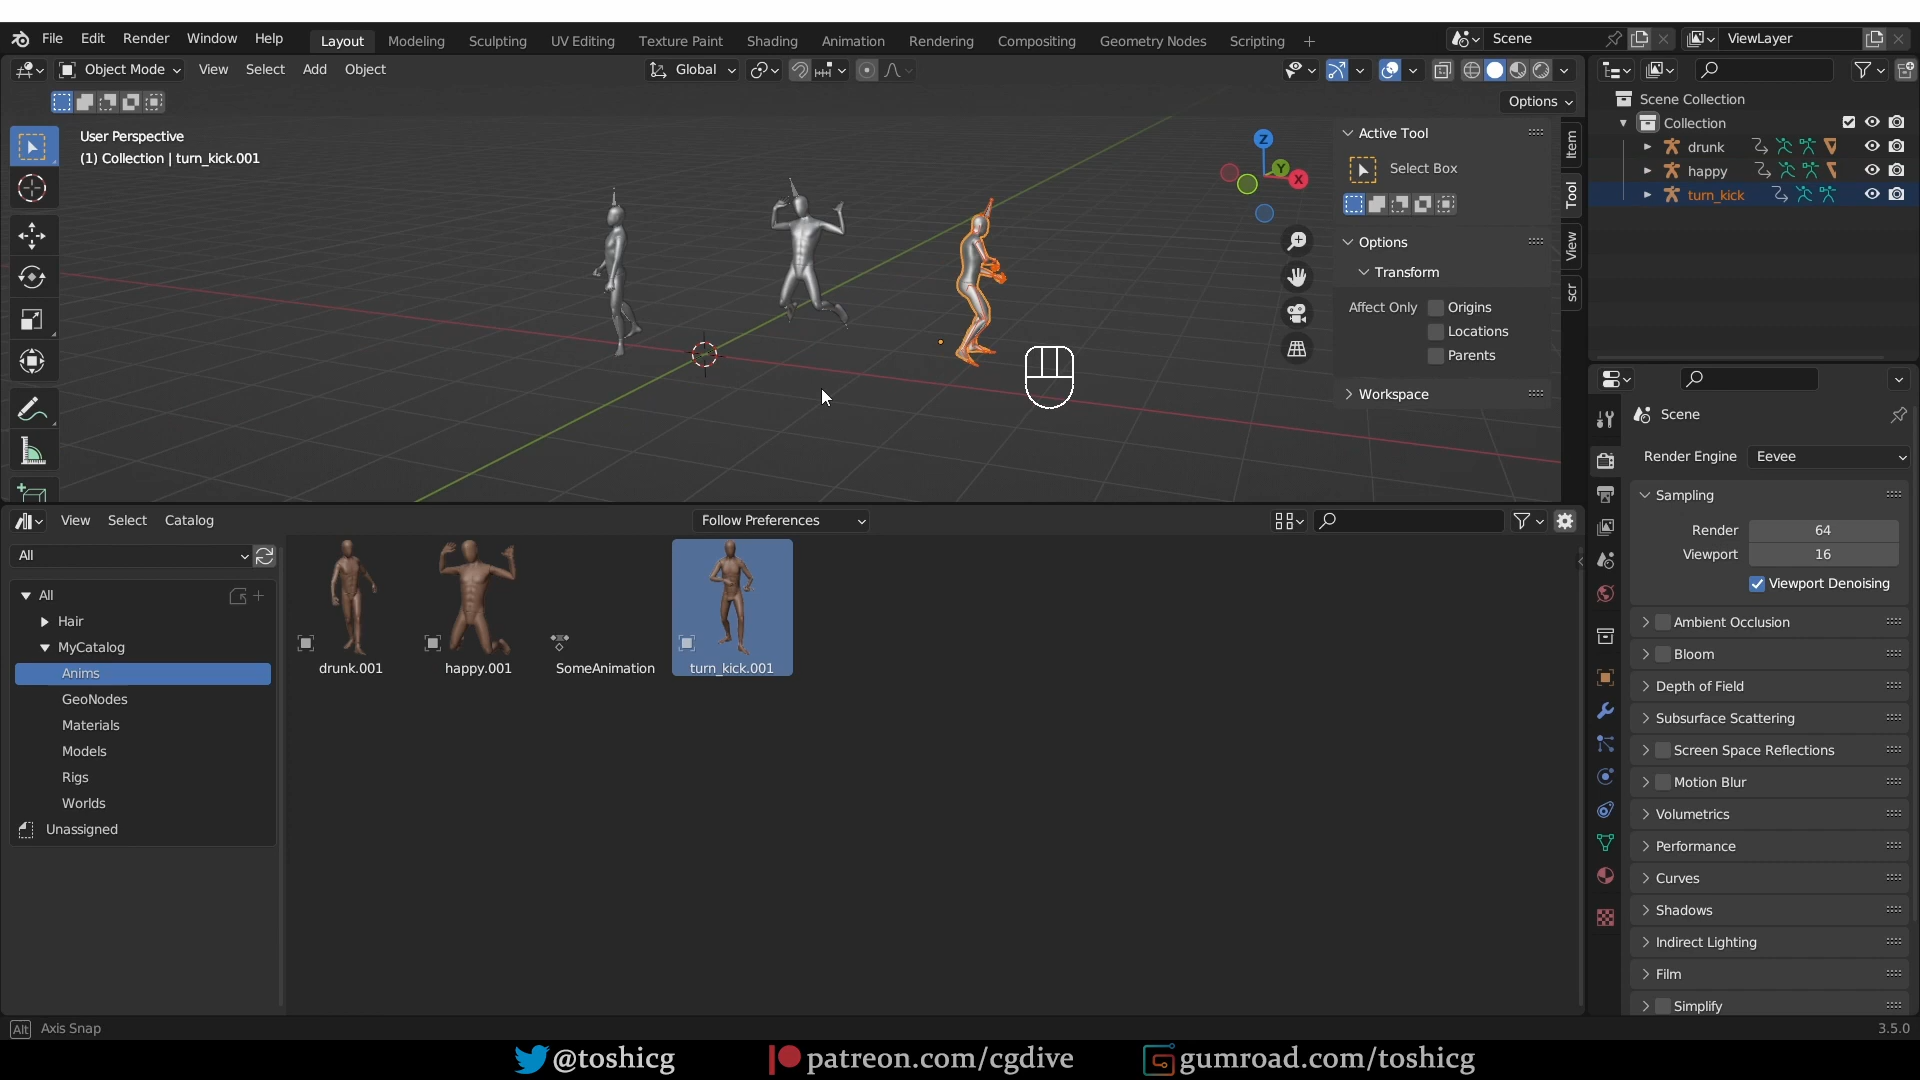 File Edit Render Window Help Layout Modeling Sculpting UV Editing Texture Paint Shading Animation Rendering Compositing Geometry Nodes Scripting Scene ViewLayer
Object Mode View Select Add Object Global
Options
User Perspective
(1) Collection | turn_kick.001
Z
Y
X
Active Tool
Select Box
Options
Transform
Affect Only Origins
Locations
Parents
Workspace
Item
Tool
View
scr
Scene Collection
Collection
drunk
happy
turn_kick
Scene
Render Engine Eevee
Sampling
Render 64
Viewport 16
Viewport Denoising
Ambient Occlusion
Bloom
Depth of Field
Subsurface Scattering
Screen Space Reflections
Motion Blur
Volumetrics
Performance
Curves
Shadows
Indirect Lighting
Film
Simplify
View Select Catalog Follow Preferences
All
All
Hair
MyCatalog
Anims
GeoNodes
Materials
Models
Rigs
Worlds
Unassigned
drunk.001 happy.001 SomeAnimation turn_kick.001
Alt Axis Snap 3.5.0
@toshicg patreon.com/cgdive gumroad.com/toshicg